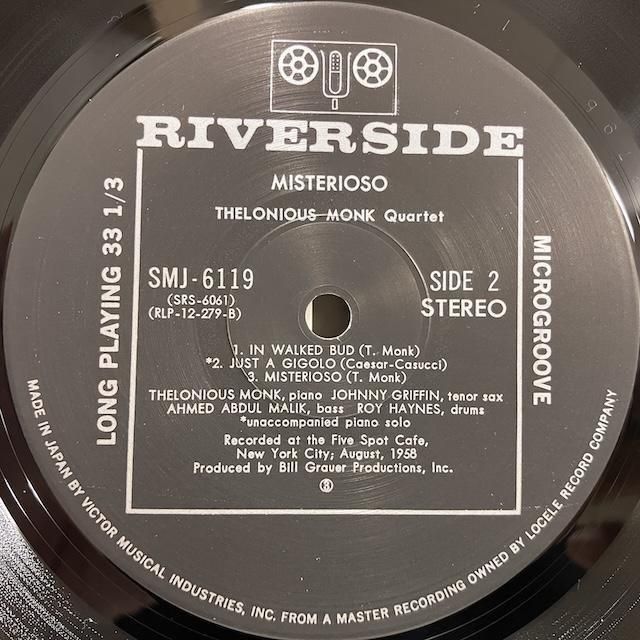 RIVERSIDE
MISTERIOSO
THELONIOUS MONK Quartet
LONG PLAYING 33 1/3
MICROGROOVE
SMJ-6119
(SRS-6061)
(RLP-12-279-B)
SIDE 2
STEREO
1. IN WALKED BUD (T. Monk)
*2. JUST A GIGOLO (Caesar-Casucci)
3. MISTERIOSO (T. Monk)
THELONIOUS MONK, piano JOHNNY GRIFFIN, tenor sax
AHMED ABDUL MALIK, bass ROY HAYNES, drums
*unaccompanied piano solo
Recorded at the Five Spot Cafe,
New York City; August, 1958
Produced by Bill Grauer Productions, Inc.
MADE IN JAPAN BY VICTOR MUSICAL INDUSTRIES, INC. FROM A MASTER RECORDING OWNED BY LOCELE RECORD COMPANY